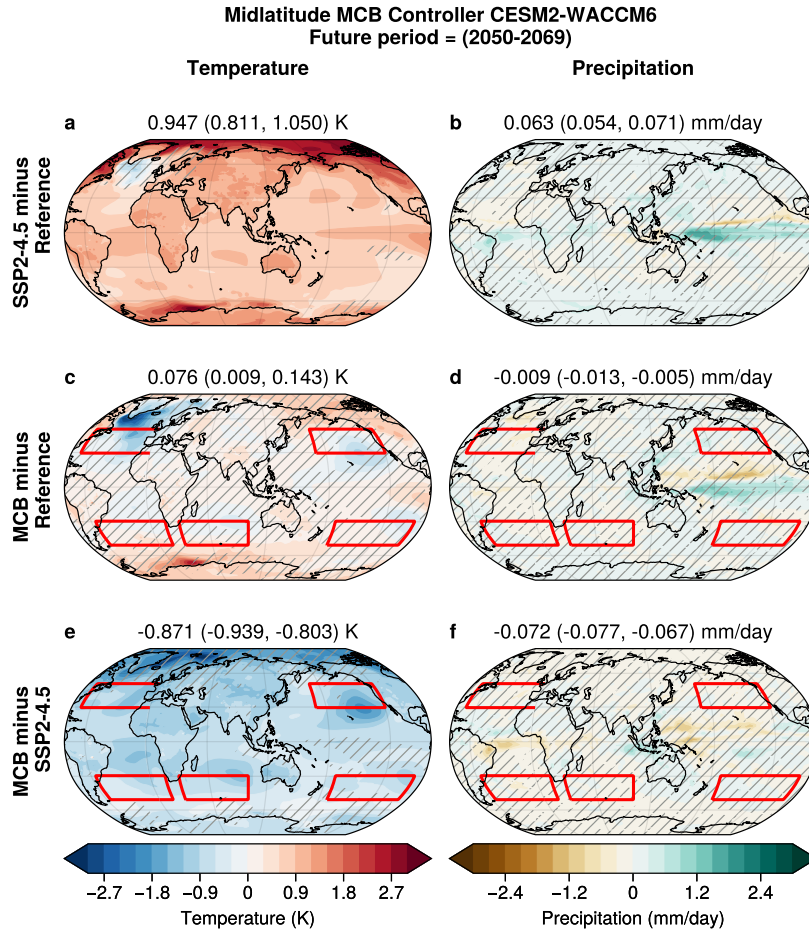 Midlatitude MCB Controller CESM2-WACCM6
Future period = (2050-2069)
Temperature
Precipitation
a
0.947 (0.811, 1.050) K
b
0.063 (0.054, 0.071) mm/day
SSP2-4.5 minus
Reference
c
0.076 (0.009, 0.143) K
d
-0.009 (-0.013, -0.005) mm/day
MCB minus
Reference
e
-0.871 (-0.939, -0.803) K
f
-0.072 (-0.077, -0.067) mm/day
MCB minus
SSP2-4.5
−2.7 −1.8 −0.9 0 0.9 1.8 2.7
Temperature (K)
−2.4 −1.2 0 1.2 2.4
Precipitation (mm/day)